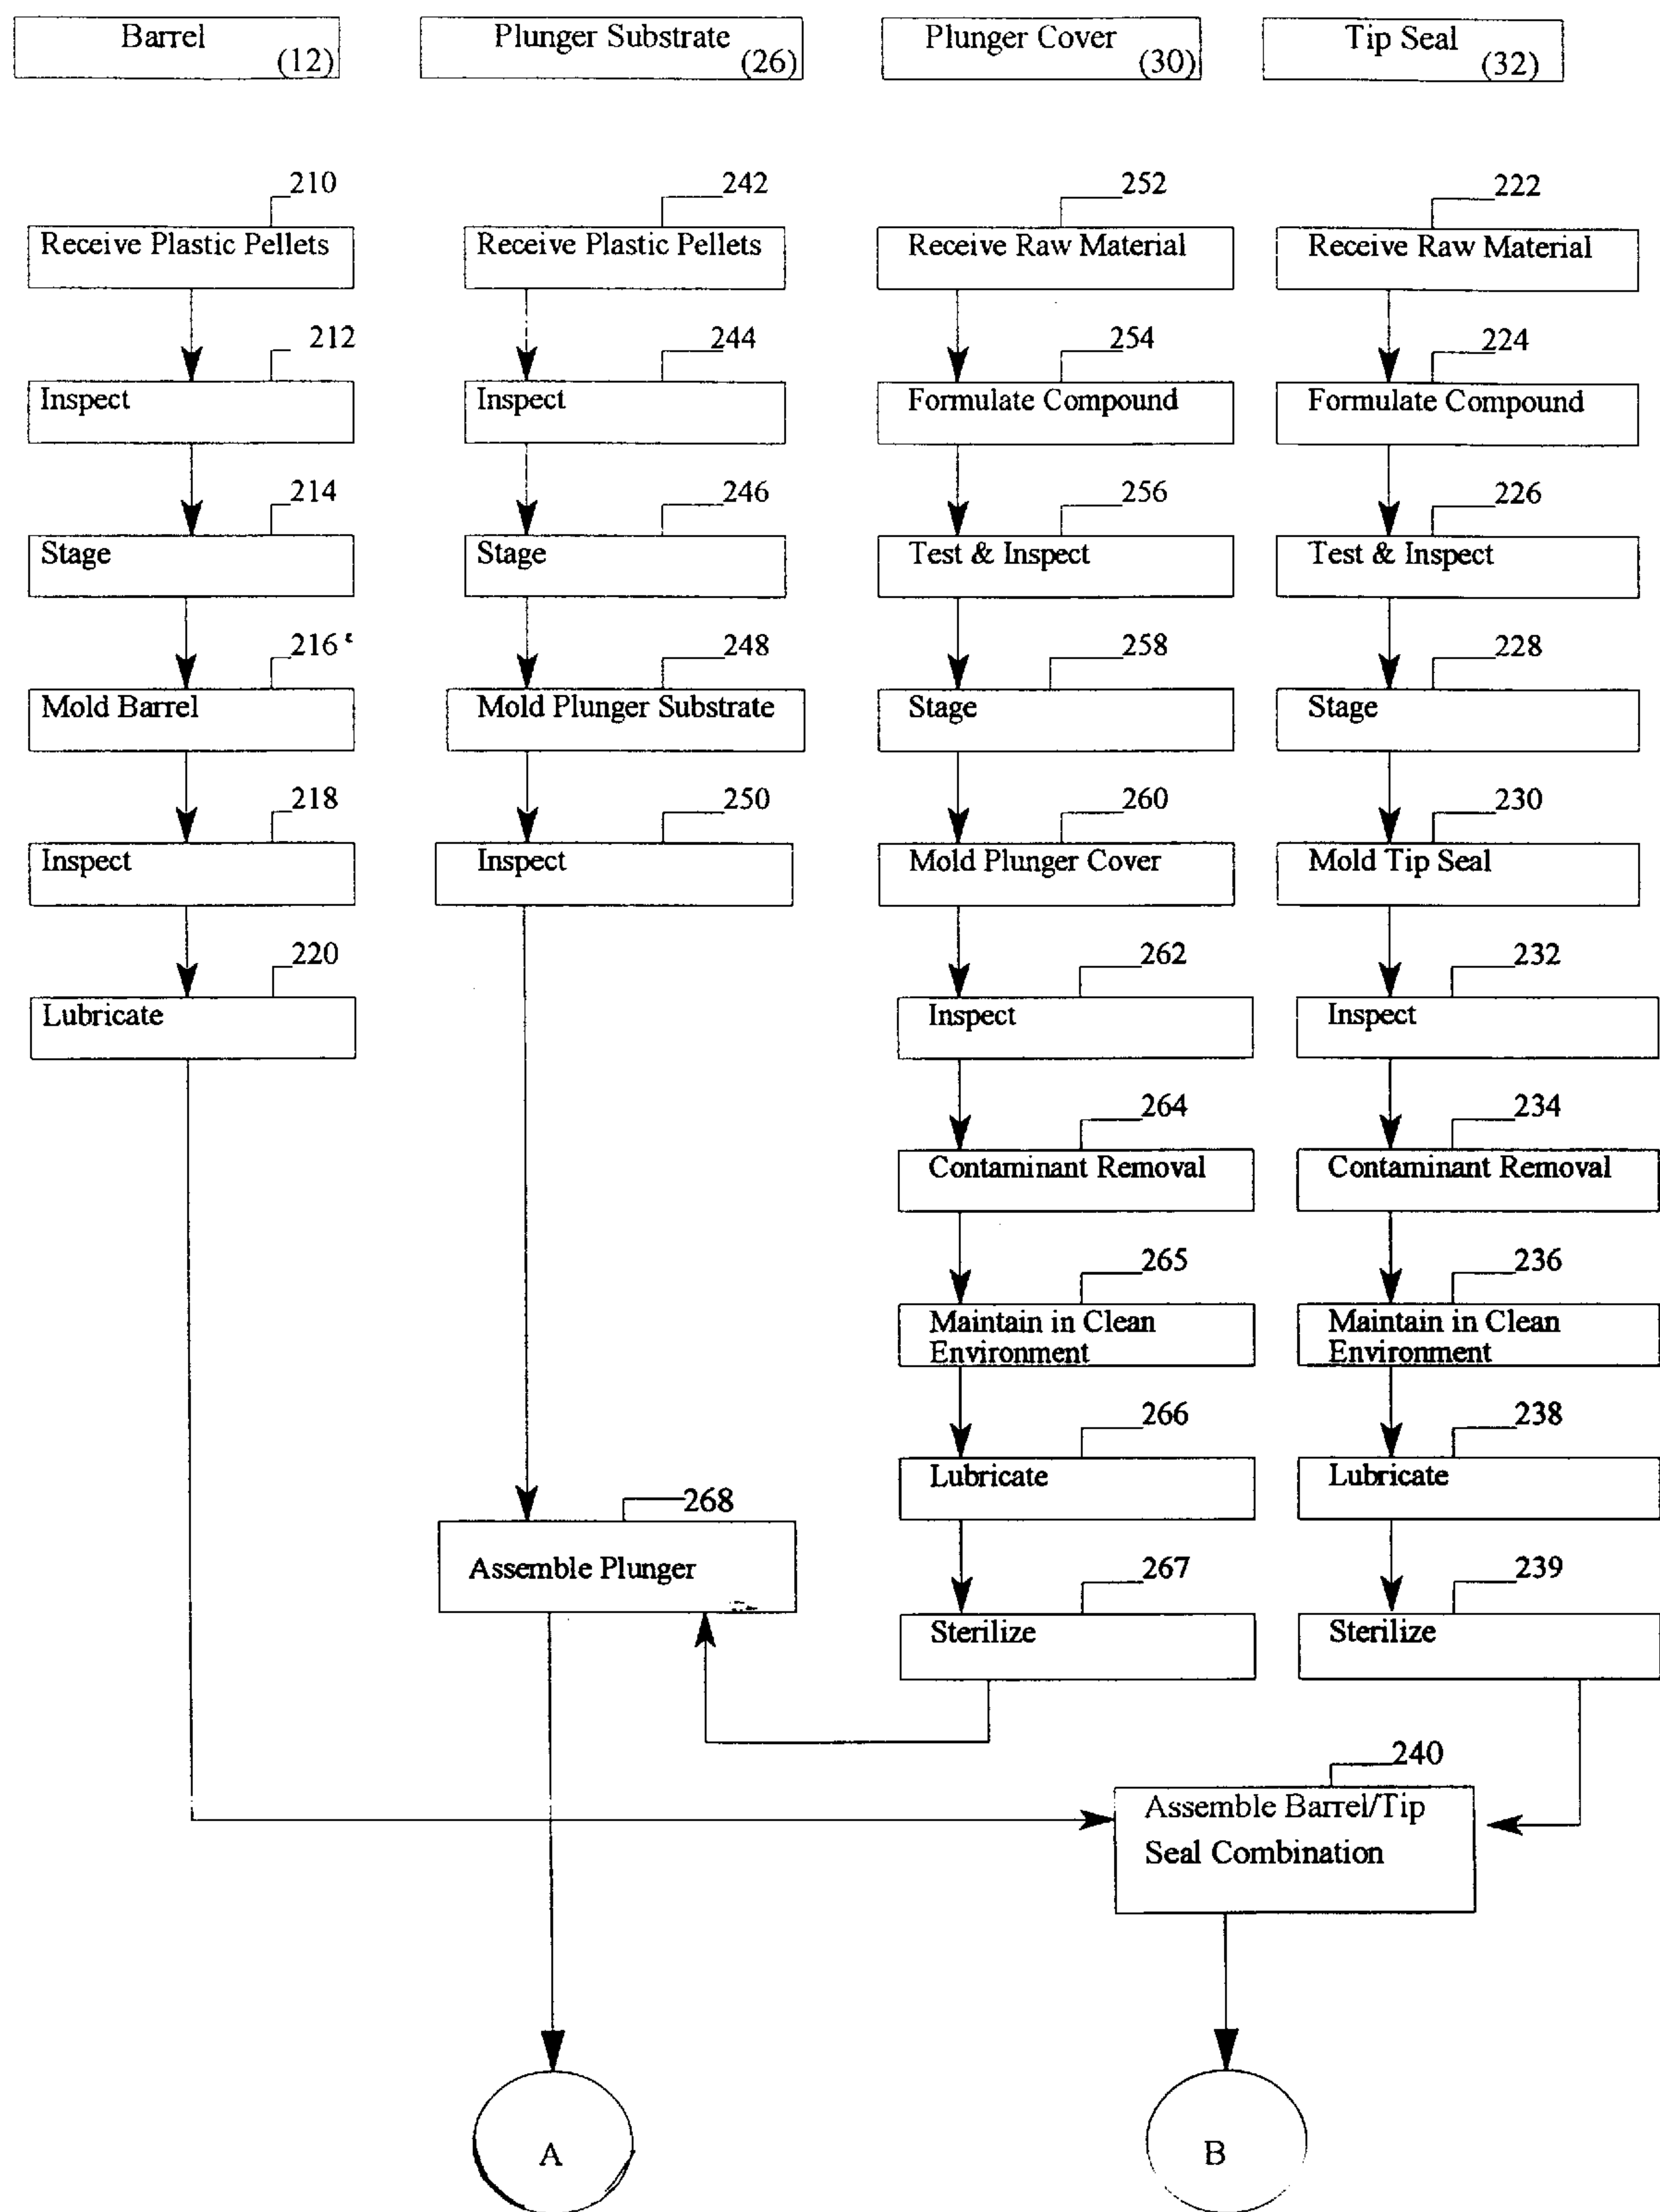 Barrel
(12)
Plunger Substrate
(26)
Plunger Cover
(30)
Tip Seal
(32)
210
Receive Plastic Pellets
212
Inspect
214
Stage
216
Mold Barrel
218
Inspect
220
Lubricate
242
Receive Plastic Pellets
244
Inspect
246
Stage
248
Mold Plunger Substrate
250
Inspect
268
Assemble Plunger
252
Receive Raw Material
254
Formulate Compound
256
Test & Inspect
258
Stage
260
Mold Plunger Cover
262
Inspect
264
Contaminant Removal
265
Maintain in Clean
Environment
266
Lubricate
267
Sterilize
222
Receive Raw Material
224
Formulate Compound
226
Test & Inspect
228
Stage
230
Mold Tip Seal
232
Inspect
234
Contaminant Removal
236
Maintain in Clean
Environment
238
Lubricate
239
Sterilize
240
Assemble Barrel/Tip
Seal Combination
A
B